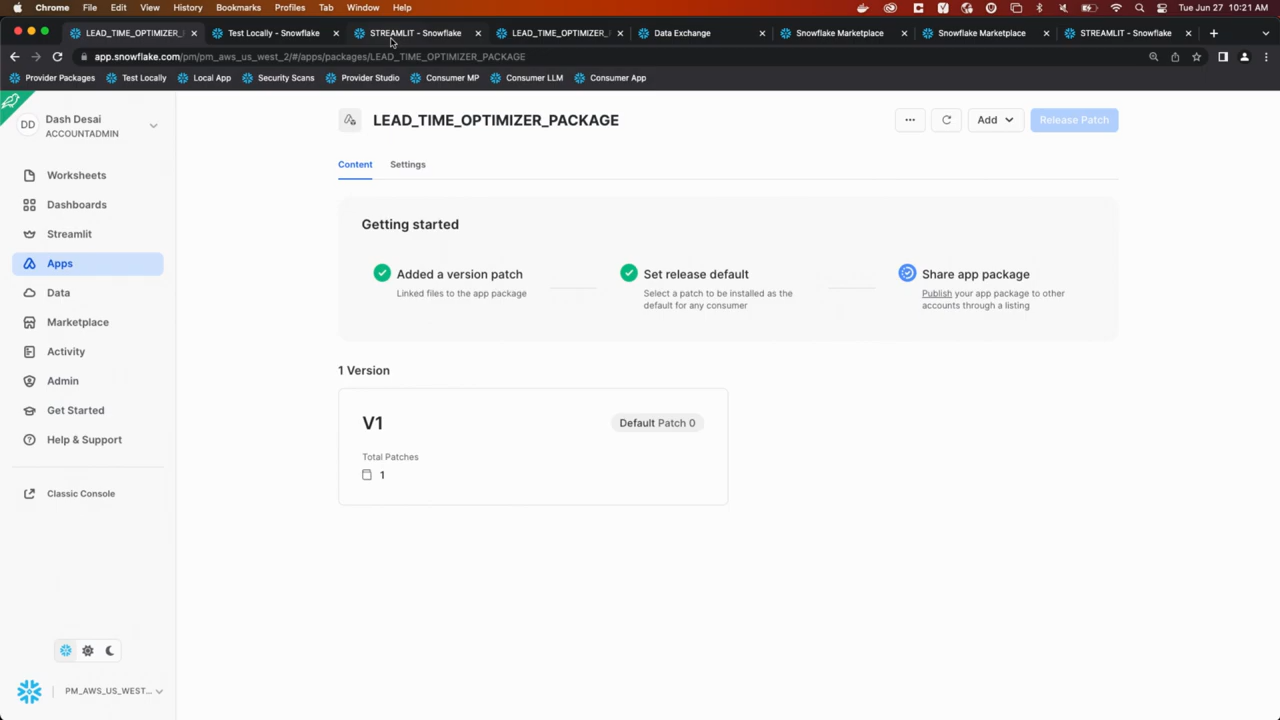 Chrome File Edit View History Bookmarks Profiles Tab Window Help
Tue Jun 27 10:21 AM
LEAD_TIME_OPTIMIZER_
Test Locally - Snowflake
STREAMLIT - Snowflake
LEAD_TIME_OPTIMIZER_
Data Exchange
Snowflake Marketplace
Snowflake Marketplace
STREAMLIT - Snowflake
app.snowflake.com/pm/pm_aws_us_west_2/#/apps/packages/LEAD_TIME_OPTIMIZER_PACKAGE
Provider Packages Test Locally Local App Security Scans Provider Studio Consumer MP Consumer LLM Consumer App
DD
Dash Desai
ACCOUNTADMIN
Worksheets
Dashboards
Streamlit
Apps
Data
Marketplace
Activity
Admin
Get Started
Help & Support
Classic Console
PM_AWS_US_WEST...
LEAD_TIME_OPTIMIZER_PACKAGE
Add
Release Patch
Content Settings
Getting started
Added a version patch
Linked files to the app package
Set release default
Select a patch to be installed as the
default for any consumer
Share app package
Publish your app package to other
accounts through a listing
1 Version
V1
Default Patch 0
Total Patches
1